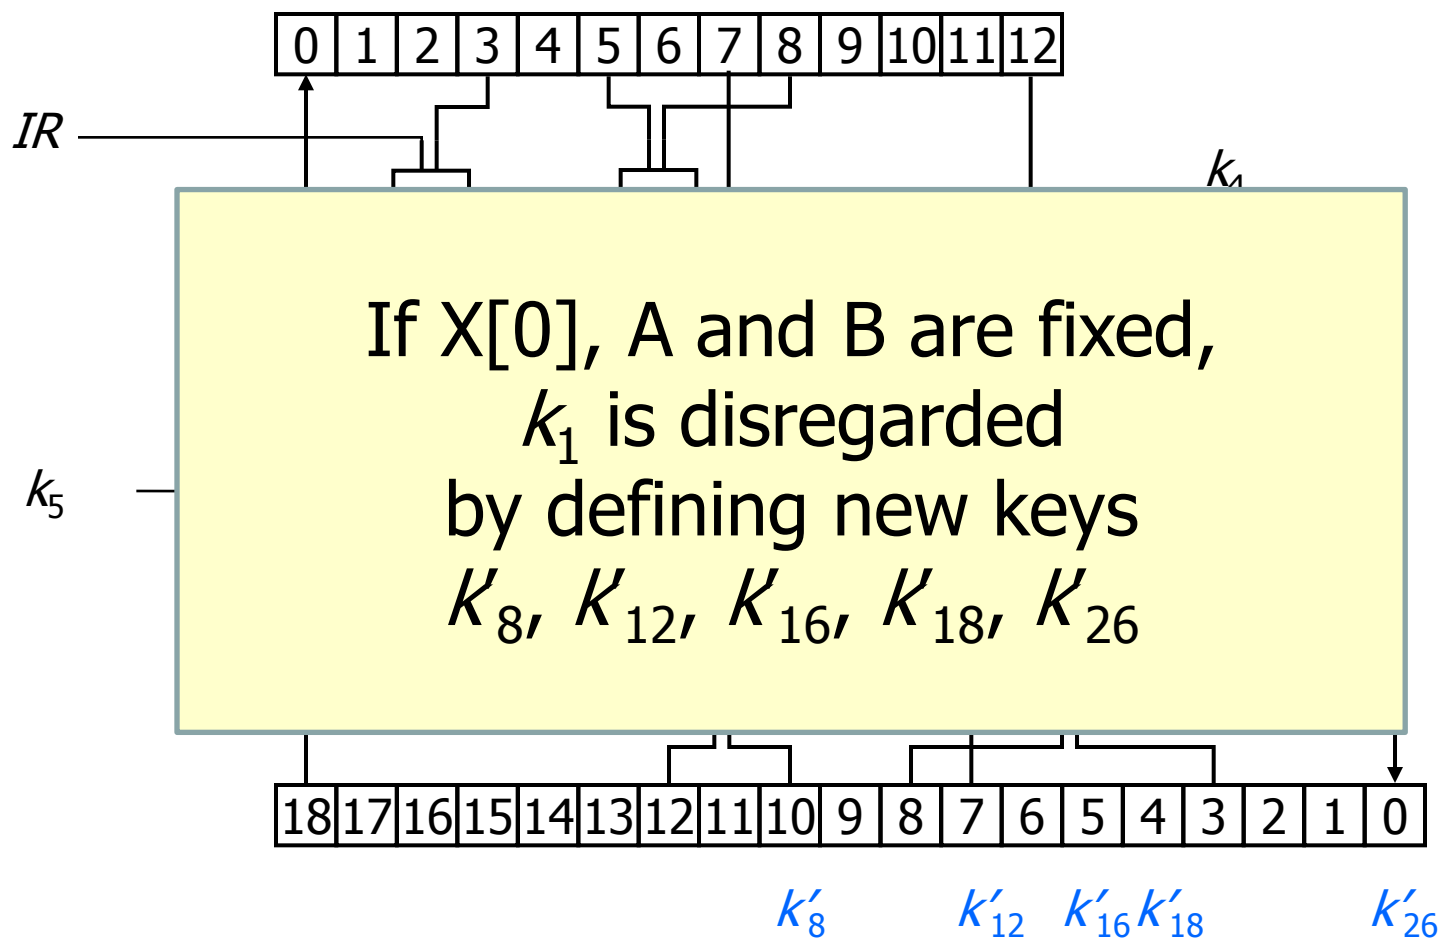 0 1 2 3 4 5 6 7 8 9 10 11 12
IR
k₄
If X[0], A and B are fixed,
k₁ is disregarded
by defining new keys
k′₈, k′₁₂, k′₁₆, k′₁₈, k′₂₆
k₅
18 17 16 15 14 13 12 11 10 9 8 7 6 5 4 3 2 1 0
k′₈ k′₁₂ k′₁₆ k′₁₈ k′₂₆